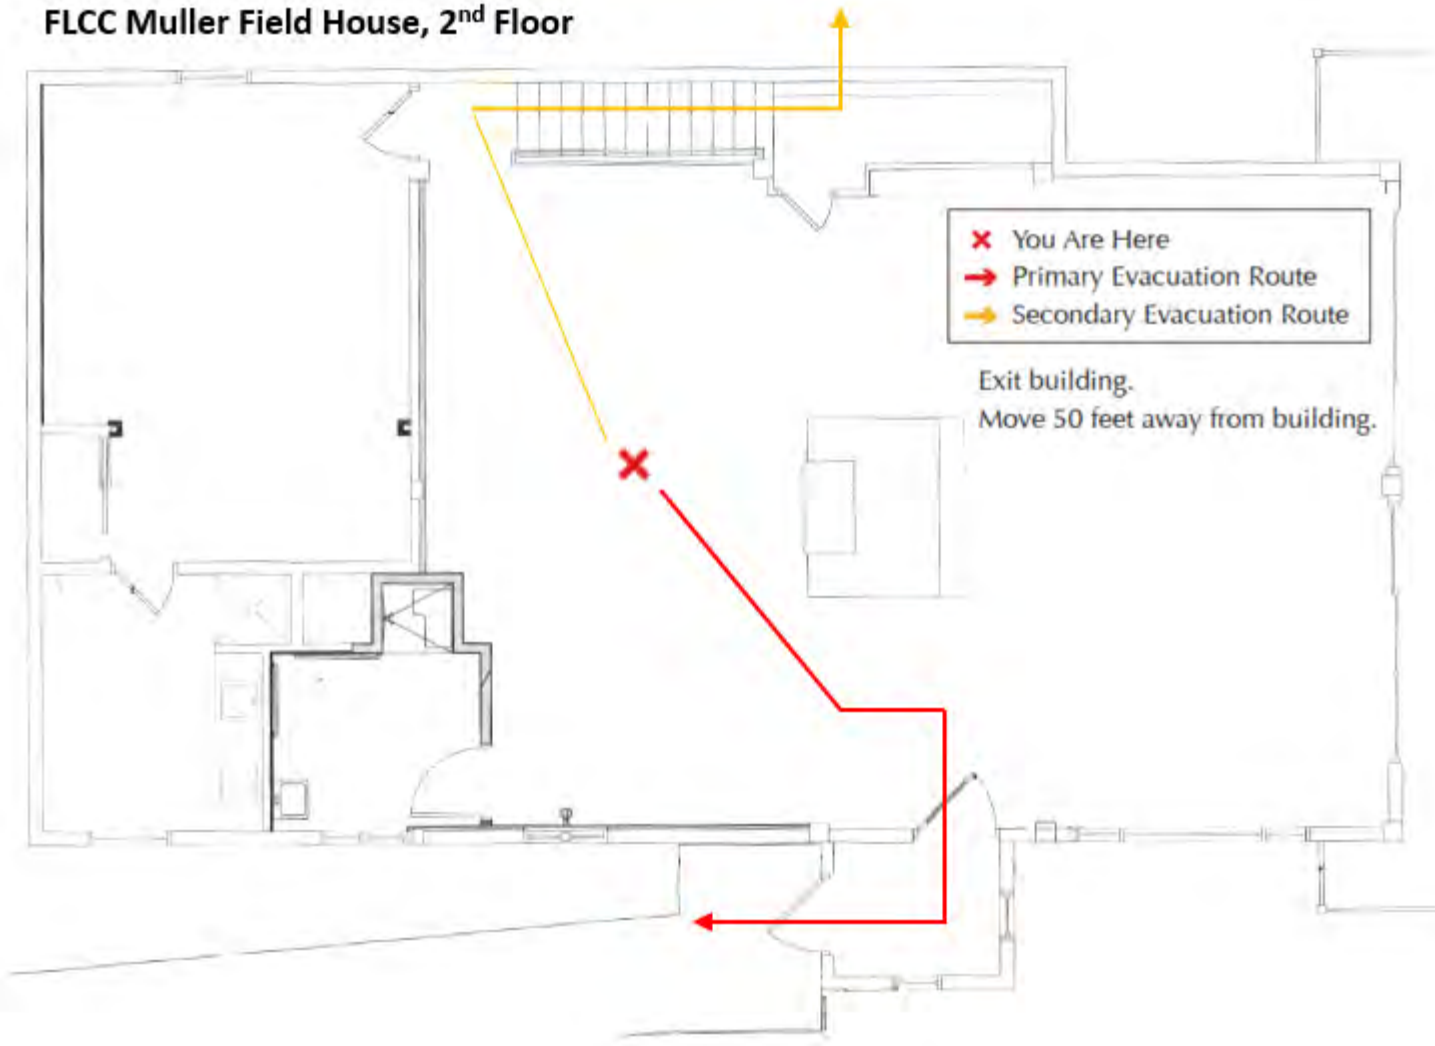 FLCC Muller Field House, 2nd Floor
You Are Here
Primary Evacuation Route
Secondary Evacuation Route
Exit building.
Move 50 feet away from building.